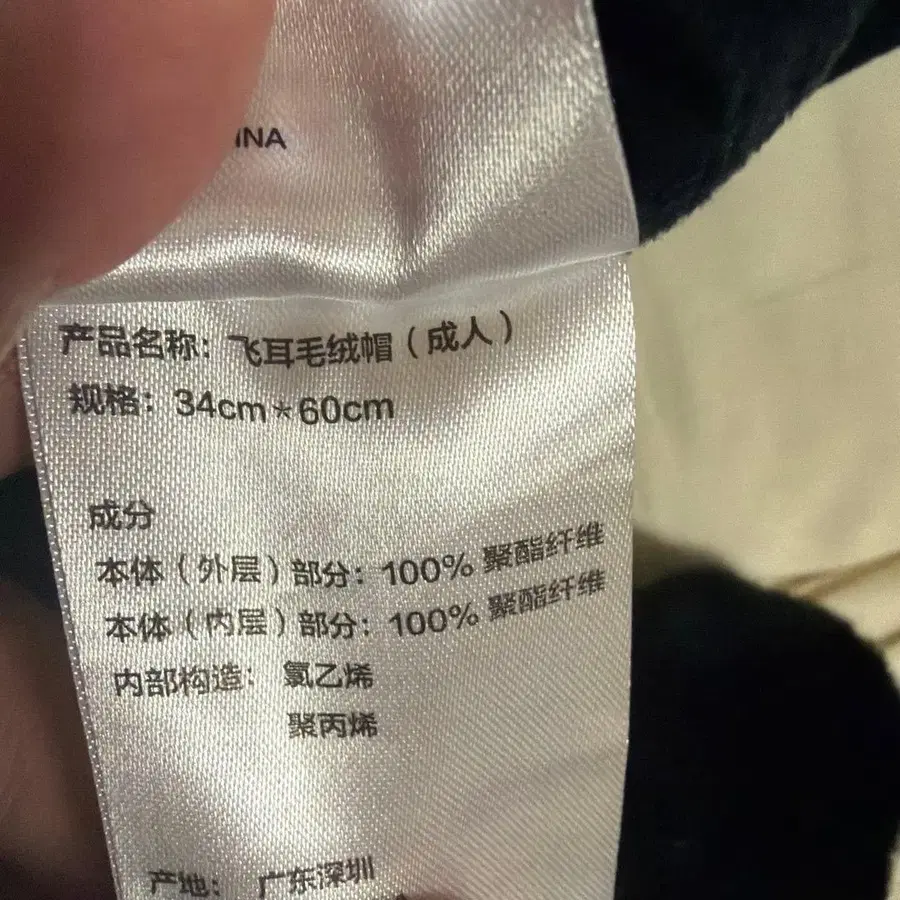 INA
产品名称：飞耳毛绒帽（成人）
规格：34cm*60cm
成分
本体（外层）部分：100% 聚酯纤维
本体（内层）部分：100% 聚酯纤维
内部构造：氯乙烯
聚丙烯
产地：广东深圳